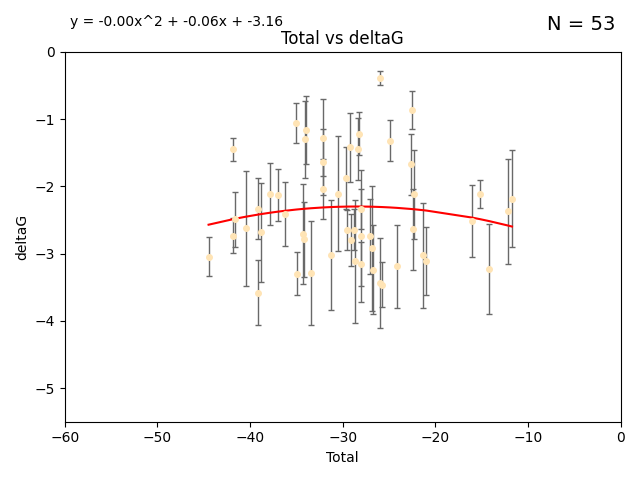 y = -0.00x^2 + -0.06x + -3.16
N = 53
Total vs deltaG
0
−1
−2
−3
−4
−5
deltaG
−60
−50
−40
−30
−20
−10
0
Total